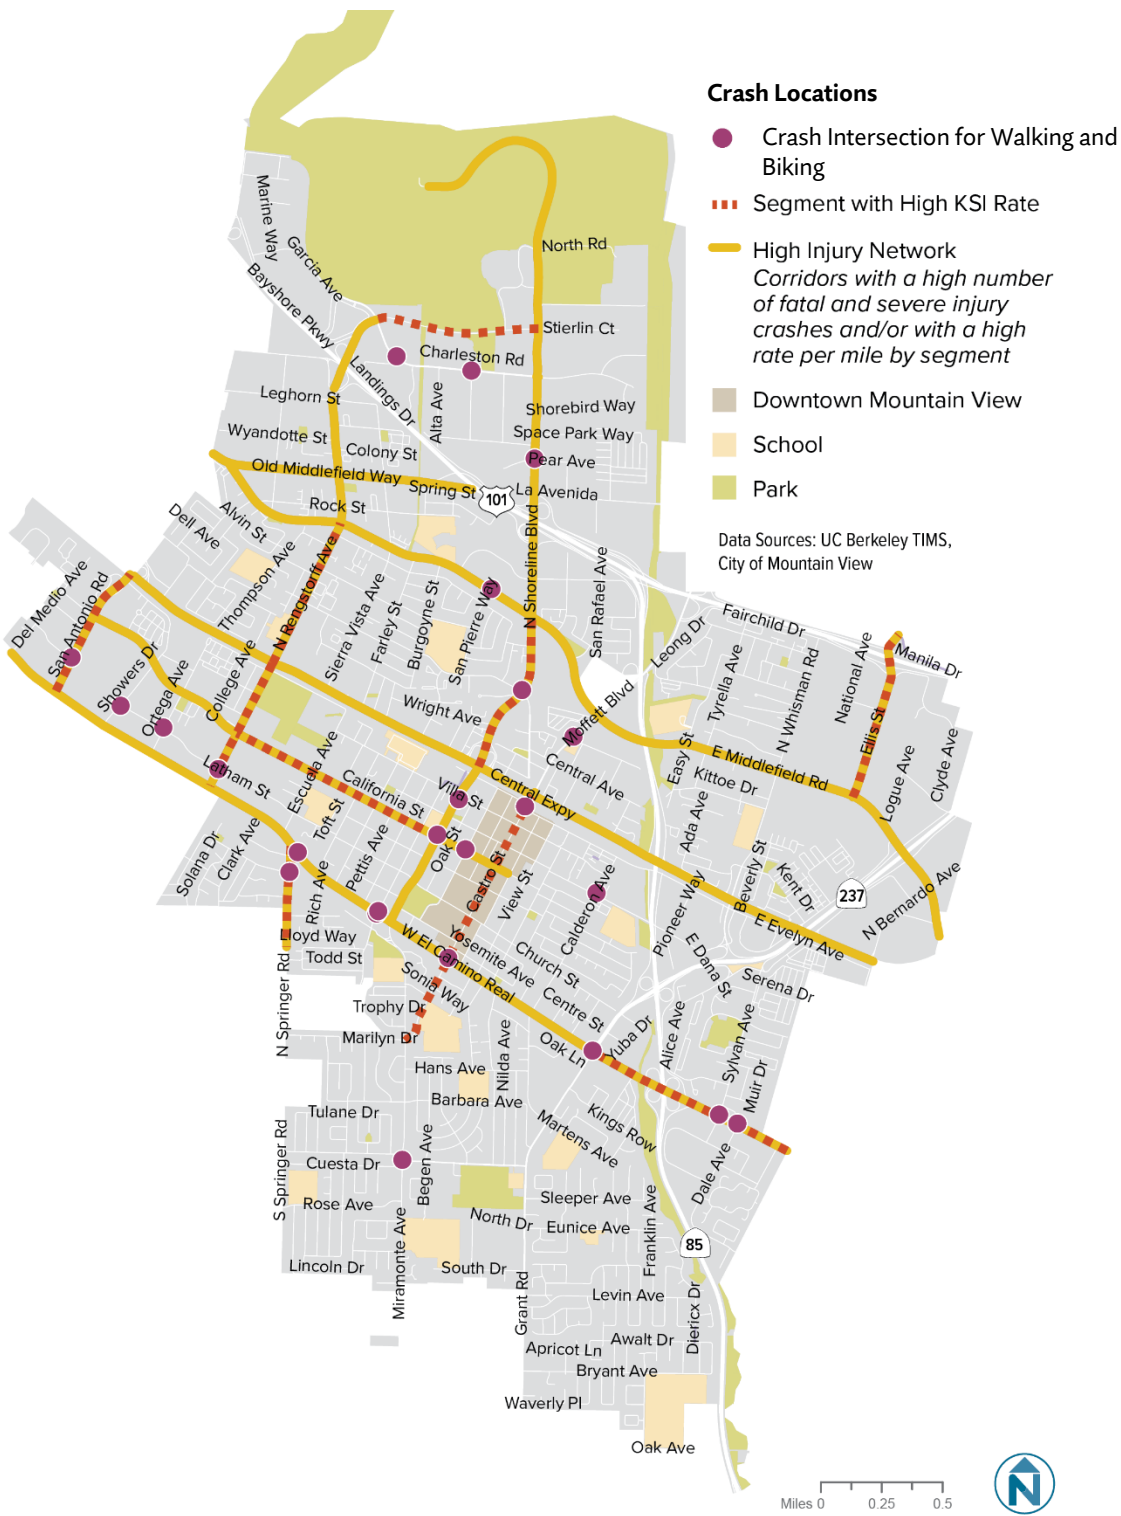 Crash Locations
Crash Intersection for Walking and
Biking
Segment with High KSI Rate
High Injury Network
Corridors with a high number
of fatal and severe injury
crashes and/or with a high
rate per mile by segment
Downtown Mountain View
School
Park
Data Sources: UC Berkeley TIMS,
City of Mountain View
Marine Way
Garcia Ave
Bayshore Pkwy
North Rd
Stierlin Ct
Charleston Rd
Landings Dr
Leghorn St
Alta Ave
Shorebird Way
Space Park Way
Wyandotte St
Colony St
Pear Ave
Old Middlefield Way
Spring St
101
La Avenida
Rock St
Alvin St
Dell Ave
Thompson Ave
N Rengstorff Ave
N Shoreline Blvd
San Rafael Ave
Del Medio Ave
San Antonio Rd
Sierra Vista Ave
Farley St
Burgoyne St
San Pierre Way
Fairchild Dr
Leong Dr
Manila Dr
Showers Dr
Ortega Ave
College Ave
Wright Ave
Moffett Blvd
Tyrella Ave
N Whisman Rd
National Ave
Ellis St
Logue Ave
Clyde Ave
Latham St
Escuela Ave
California St
Villa St
Central Expy
Central Ave
Easy St
E Middlefield Rd
Kittoe Dr
Toft St
Oak St
Ada Ave
Solana Dr
Clark Ave
Pettis Ave
Rich Ave
Castro St
View St
Calderon Ave
Pioneer Way
Beverly St
Kent Dr
237
N Bernardo Ave
E Evelyn Ave
Lloyd Way
Todd St
W El Camino Real
Yosemite Ave
Church St
Centre St
E Dana St
Serena Dr
N Springer Rd
Sonia Way
Trophy Dr
Marilyn Dr
Nilda Ave
Oak Ln
Yuba Dr
Alice Ave
Sylvan Ave
Muir Dr
Hans Ave
Barbara Ave
Tulane Dr
Kings Row
Martens Ave
Dale Ave
S Springer Rd
Cuesta Dr
Begen Ave
Rose Ave
Sleeper Ave
North Dr
Eunice Ave
Franklin Ave
85
Miramonte Ave
Lincoln Dr
South Dr
Grant Rd
Levin Ave
Diericx Dr
Awalt Dr
Apricot Ln
Bryant Ave
Waverly Pl
Oak Ave
N
Miles 0
0.25
0.5